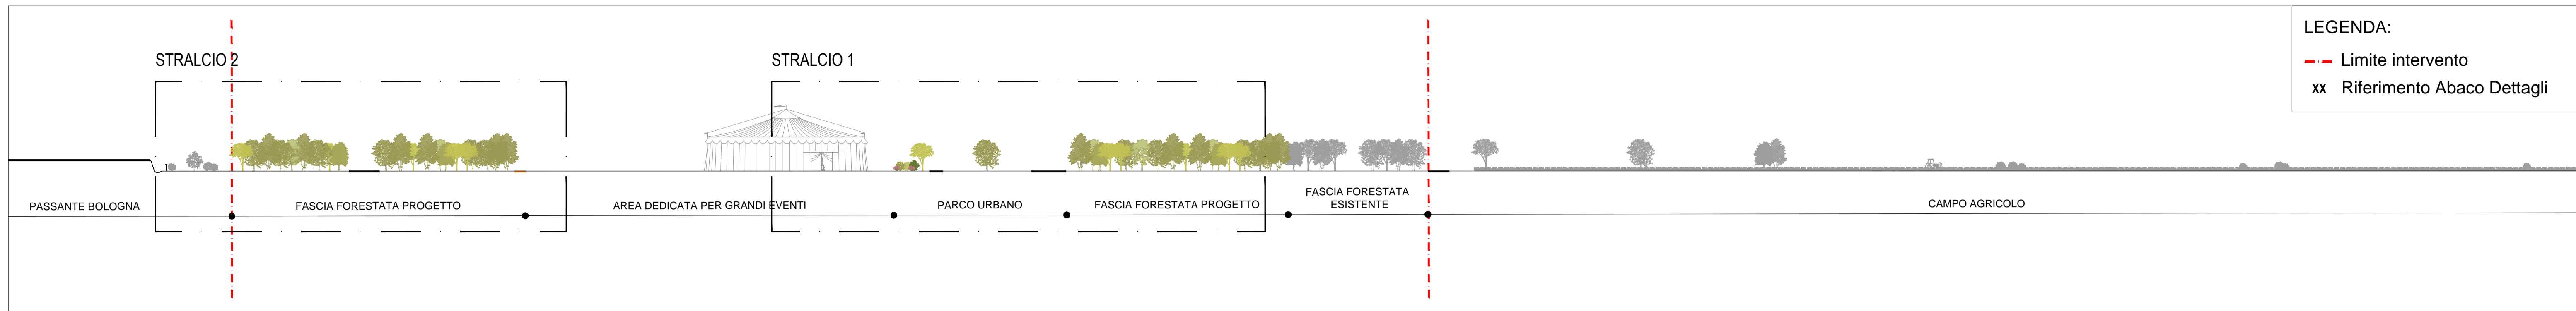 STRALCIO 2
STRALCIO 1
LEGENDA:
Limite intervento
XX Riferimento Abaco Dettagli
PASSANTE BOLOGNA
FASCIA FORESTATA PROGETTO
AREA DEDICATA PER GRANDI EVENTI
PARCO URBANO
FASCIA FORESTATA PROGETTO
FASCIA FORESTATA
ESISTENTE
CAMPO AGRICOLO